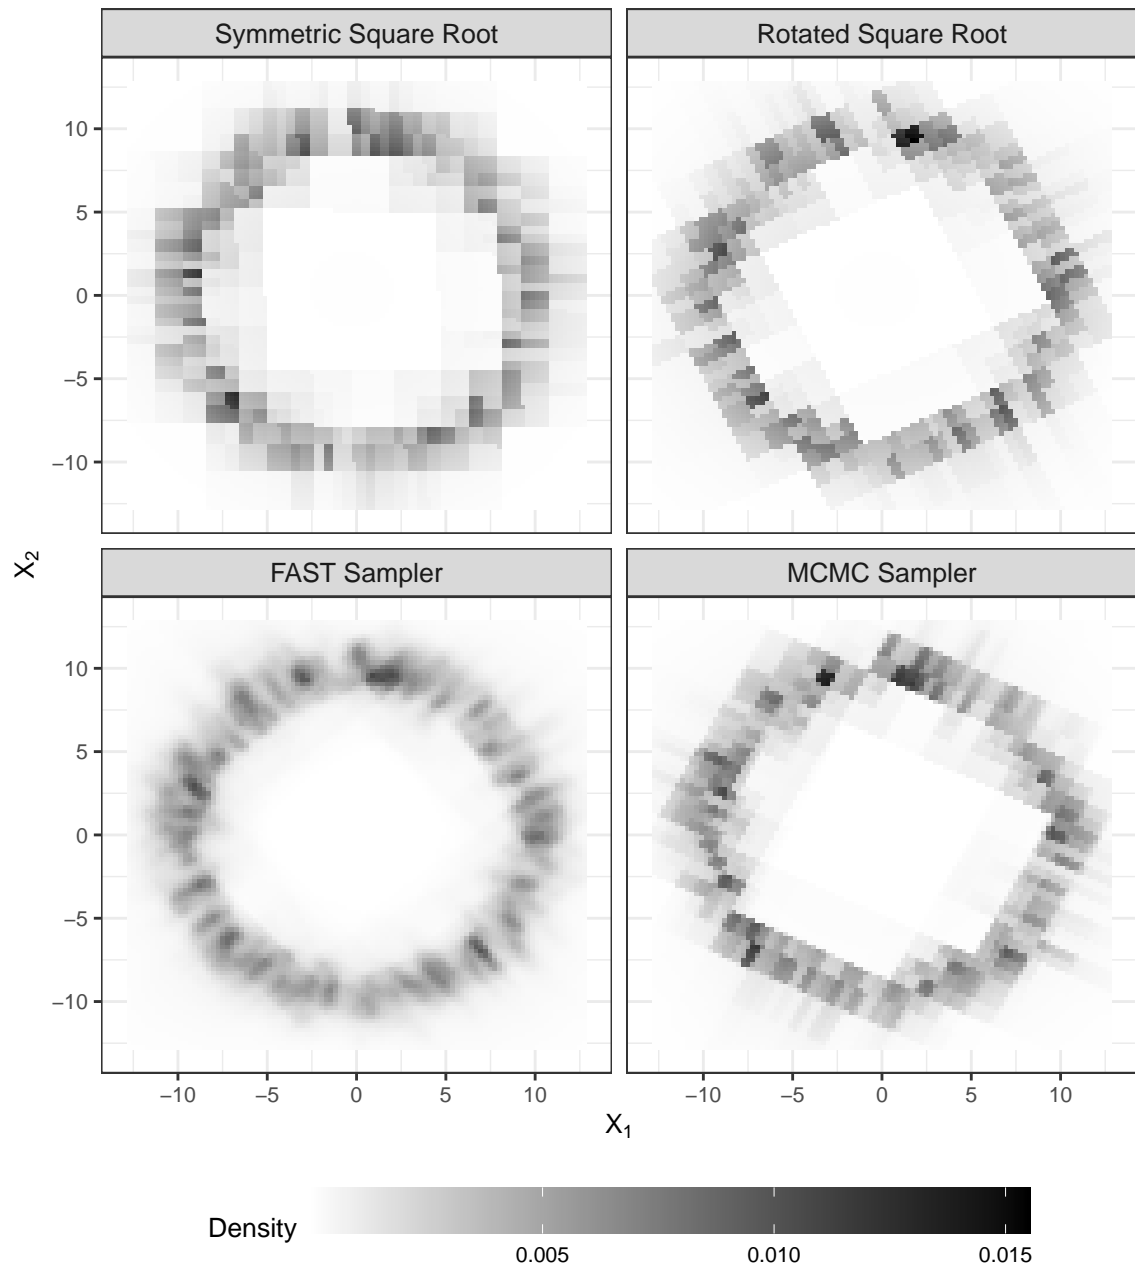 Symmetric Square Root
Rotated Square Root
10
5
0
−5
−10
X₂
FAST Sampler
MCMC Sampler
10
5
0
−5
−10
−10 −5 0 5 10
−10 −5 0 5 10
X₁
Density
0.005 0.010 0.015